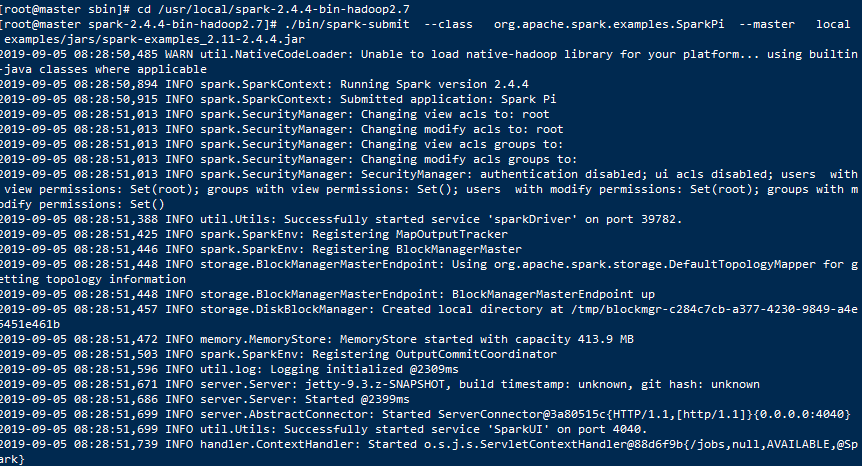 [root@master sbin]# cd /usr/local/spark-2.4.4-bin-hadoop2.7
[root@master spark-2.4.4-bin-hadoop2.7]# ./bin/spark-submit  --class   org.apache.spark.examples.SparkPi  --master   local
 examples/jars/spark-examples_2.11-2.4.4.jar
2019-09-05 08:28:50,485 WARN util.NativeCodeLoader: Unable to load native-hadoop library for your platform... using builtin
-java classes where applicable
2019-09-05 08:28:50,894 INFO spark.SparkContext: Running Spark version 2.4.4
2019-09-05 08:28:50,915 INFO spark.SparkContext: Submitted application: Spark Pi
2019-09-05 08:28:51,013 INFO spark.SecurityManager: Changing view acls to: root
2019-09-05 08:28:51,013 INFO spark.SecurityManager: Changing modify acls to: root
2019-09-05 08:28:51,013 INFO spark.SecurityManager: Changing view acls groups to:
2019-09-05 08:28:51,013 INFO spark.SecurityManager: Changing modify acls groups to:
2019-09-05 08:28:51,013 INFO spark.SecurityManager: SecurityManager: authentication disabled; ui acls disabled; users  with
 view permissions: Set(root); groups with view permissions: Set(); users  with modify permissions: Set(root); groups with m
odify permissions: Set()
2019-09-05 08:28:51,388 INFO util.Utils: Successfully started service 'sparkDriver' on port 39782.
2019-09-05 08:28:51,425 INFO spark.SparkEnv: Registering MapOutputTracker
2019-09-05 08:28:51,446 INFO spark.SparkEnv: Registering BlockManagerMaster
2019-09-05 08:28:51,448 INFO storage.BlockManagerMasterEndpoint: Using org.apache.spark.storage.DefaultTopologyMapper for g
etting topology information
2019-09-05 08:28:51,448 INFO storage.BlockManagerMasterEndpoint: BlockManagerMasterEndpoint up
2019-09-05 08:28:51,457 INFO storage.DiskBlockManager: Created local directory at /tmp/blockmgr-c284c7cb-a377-4230-9849-a4e
5451e461b
2019-09-05 08:28:51,472 INFO memory.MemoryStore: MemoryStore started with capacity 413.9 MB
2019-09-05 08:28:51,503 INFO spark.SparkEnv: Registering OutputCommitCoordinator
2019-09-05 08:28:51,596 INFO util.log: Logging initialized @2309ms
2019-09-05 08:28:51,671 INFO server.Server: jetty-9.3.z-SNAPSHOT, build timestamp: unknown, git hash: unknown
2019-09-05 08:28:51,686 INFO server.Server: Started @2399ms
2019-09-05 08:28:51,699 INFO server.AbstractConnector: Started ServerConnector@3a80515c{HTTP/1.1,[http/1.1]}{0.0.0.0:4040}
2019-09-05 08:28:51,699 INFO util.Utils: Successfully started service 'SparkUI' on port 4040.
2019-09-05 08:28:51,739 INFO handler.ContextHandler: Started o.s.j.s.ServletContextHandler@88d6f9b{/jobs,null,AVAILABLE,@Sp
ark}